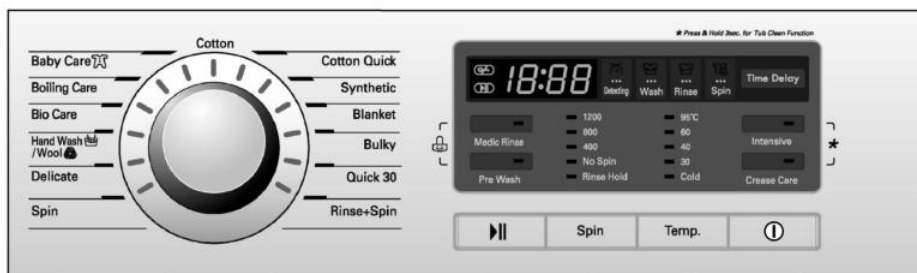 Cotton
Baby Care
Boiling Care
Bio Care
Hand Wash
/Wool
Delicate
Spin
Cotton Quick
Synthetic
Blanket
Bulky
Quick 30
Rinse+Spin
* Press & Hold 3sec. for Tub Clean Function
18:88
Detecting
Wash
Rinse
Spin
Time Delay
Medic Rinse
Pre Wash
1200
800
400
No Spin
Rinse Hold
95°C
60
40
30
Cold
Intensive
*
Crease Care
Spin
Temp.